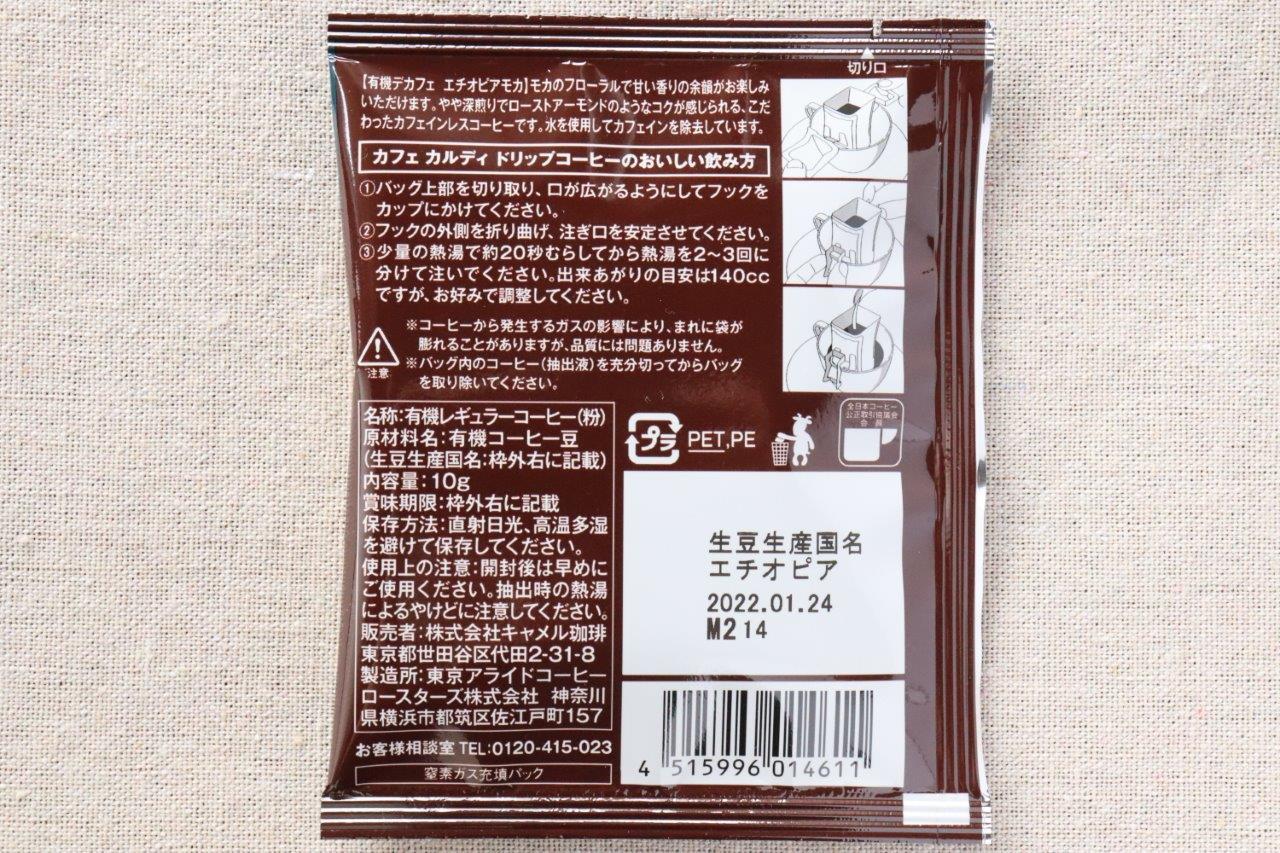 切り口
【有機デカフェ エチオピアモカ】モカのフローラルで甘い香りの余韻がお楽しみ
いただけます。やや深煎りでローストアーモンドのようなコクが感じられる、こだ
わったカフェインレスコーヒーです。水を使用してカフェインを除去しています。
カフェ カルディ ドリップコーヒーのおいしい飲み方
①バッグ上部を切り取り、口が広がるようにしてフックを
カップにかけてください。
②フックの外側を折り曲げ、注ぎ口を安定させてください。
③少量の熱湯で約20秒むらしてから熱湯を2〜3回に
分けて注いでください。出来あがりの目安は140cc
ですが、お好みで調整してください。
注意
※コーヒーから発生するガスの影響により、まれに袋が
膨れることがありますが、品質には問題ありません。
※バッグ内のコーヒー(抽出液)を充分切ってからバッグ
を取り除いてください。
名称:有機レギュラーコーヒー(粉)
原材料名:有機コーヒー豆
(生豆生産国名:枠外右に記載)
内容量:10g
賞味期限:枠外右に記載
保存方法:直射日光、高温多湿
を避けて保存してください。
使用上の注意:開封後は早めに
ご使用ください。抽出時の熱湯
によるやけどに注意してください。
販売者:株式会社キャメル珈琲
東京都世田谷区代田2-31-8
製造所:東京アライドコーヒー
ロースターズ株式会社 神奈川
県横浜市都筑区佐江戸町157
お客様相談室 TEL:0120-415-023
窒素ガス充填パック
プラ PET,PE
全日本コーヒー
公正取引協議会
会員
生豆生産国名
エチオピア
2022.01.24
M2 14
4 515996 014611